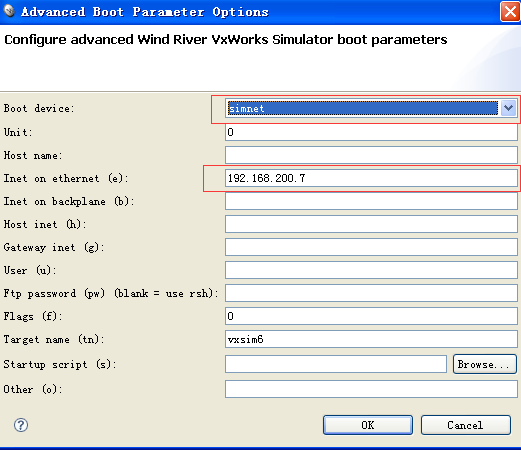 Advanced Boot Parameter Options
Configure advanced Wind River VxWorks Simulator boot parameters
Boot device: simnet
Unit: 0
Host name:
Inet on ethernet (e): 192.168.200.7
Inet on backplane (b):
Host inet (h):
Gateway inet (g):
User (u):
Ftp password (pw) (blank = use rsh):
Flags (f): 0
Target name (tn): vxsim6
Startup script (s): Browse...
Other (o):
? OK Cancel